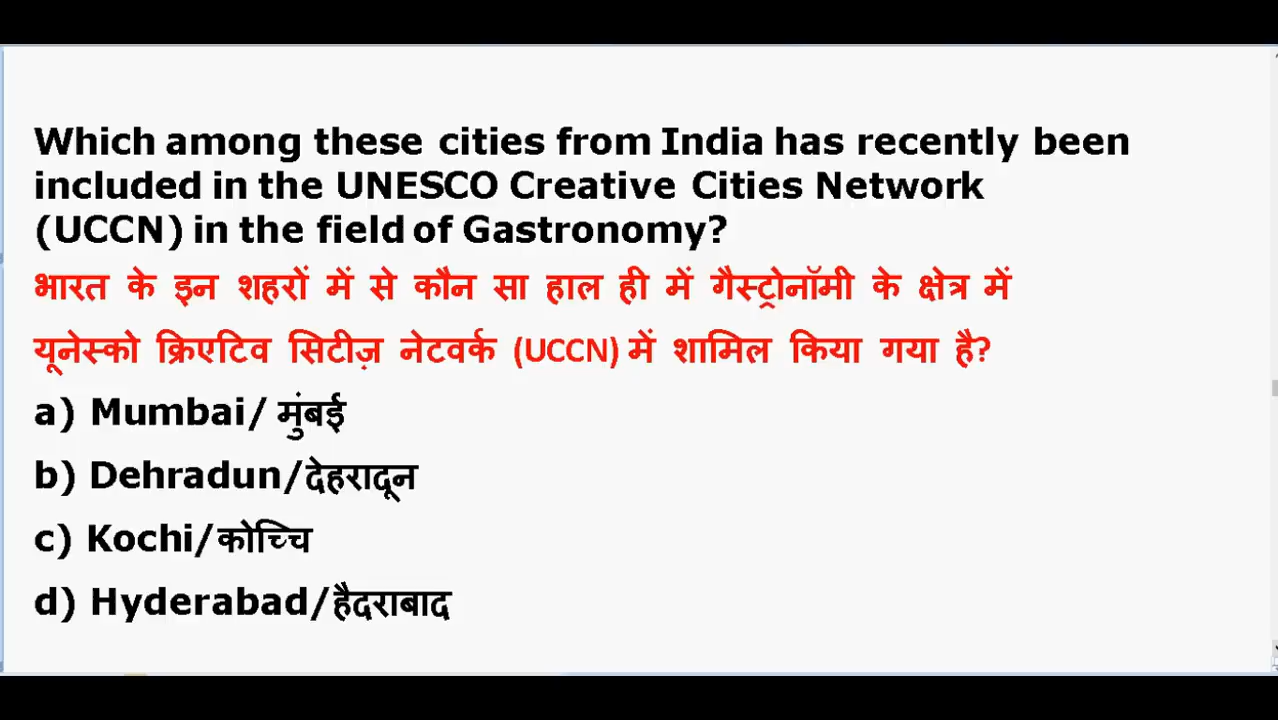 Which among these cities from India has recently been
included in the UNESCO Creative Cities Network
(UCCN) in the field of Gastronomy?
भारत के इन शहरों में से कौन सा हाल ही में गैस्ट्रोनॉमी के क्षेत्र में
यूनेस्को क्रिएटिव सिटीज़ नेटवर्क (UCCN) में शामिल किया गया है?
a) Mumbai/ मुंबई
b) Dehradun/देहरादून
c) Kochi/कोच्चि
d) Hyderabad/हैदराबाद